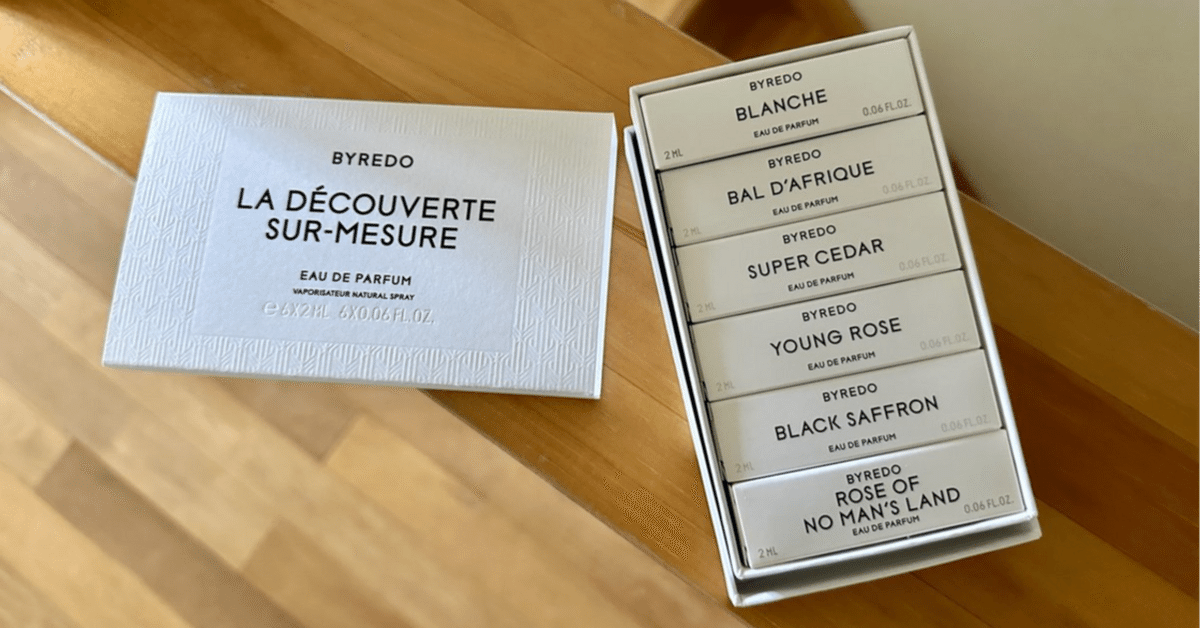 BYREDO
LA DÉCOUVERTE
SUR-MESURE
EAU DE PARFUM
VAPORISATEUR NATURAL SPRAY
℮6X2ML 6X0.06 FL.OZ.
BYREDO
BLANCHE
EAU DE PARFUM
2 ML 0.06 FL.OZ.
BYREDO
BAL D'AFRIQUE
EAU DE PARFUM
2 ML 0.06 FL.OZ.
BYREDO
SUPER CEDAR
EAU DE PARFUM
2 ML 0.06 FL.OZ.
BYREDO
YOUNG ROSE
EAU DE PARFUM
2 ML 0.06 FL.OZ.
BYREDO
BLACK SAFFRON
EAU DE PARFUM
2 ML 0.06 FL.OZ.
BYREDO
ROSE OF
NO MAN'S LAND
EAU DE PARFUM
2 ML 0.06 FL.OZ.